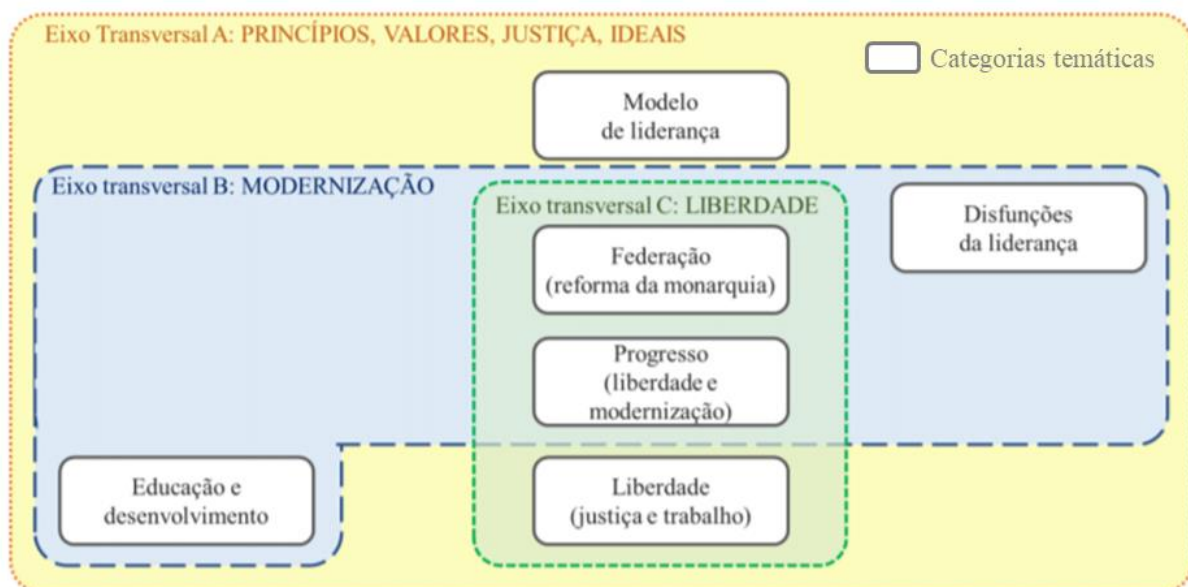 Eixo Transversal A: PRINCÍPIOS, VALORES, JUSTIÇA, IDEAIS
Categorias temáticas
Modelo
de liderança
Eixo transversal B: MODERNIZAÇÃO
Eixo transversal C: LIBERDADE
Disfunções
da liderança
Federação
(reforma da monarquia)
Progresso
(liberdade e
modernização)
Educação e
desenvolvimento
Liberdade
(justiça e trabalho)